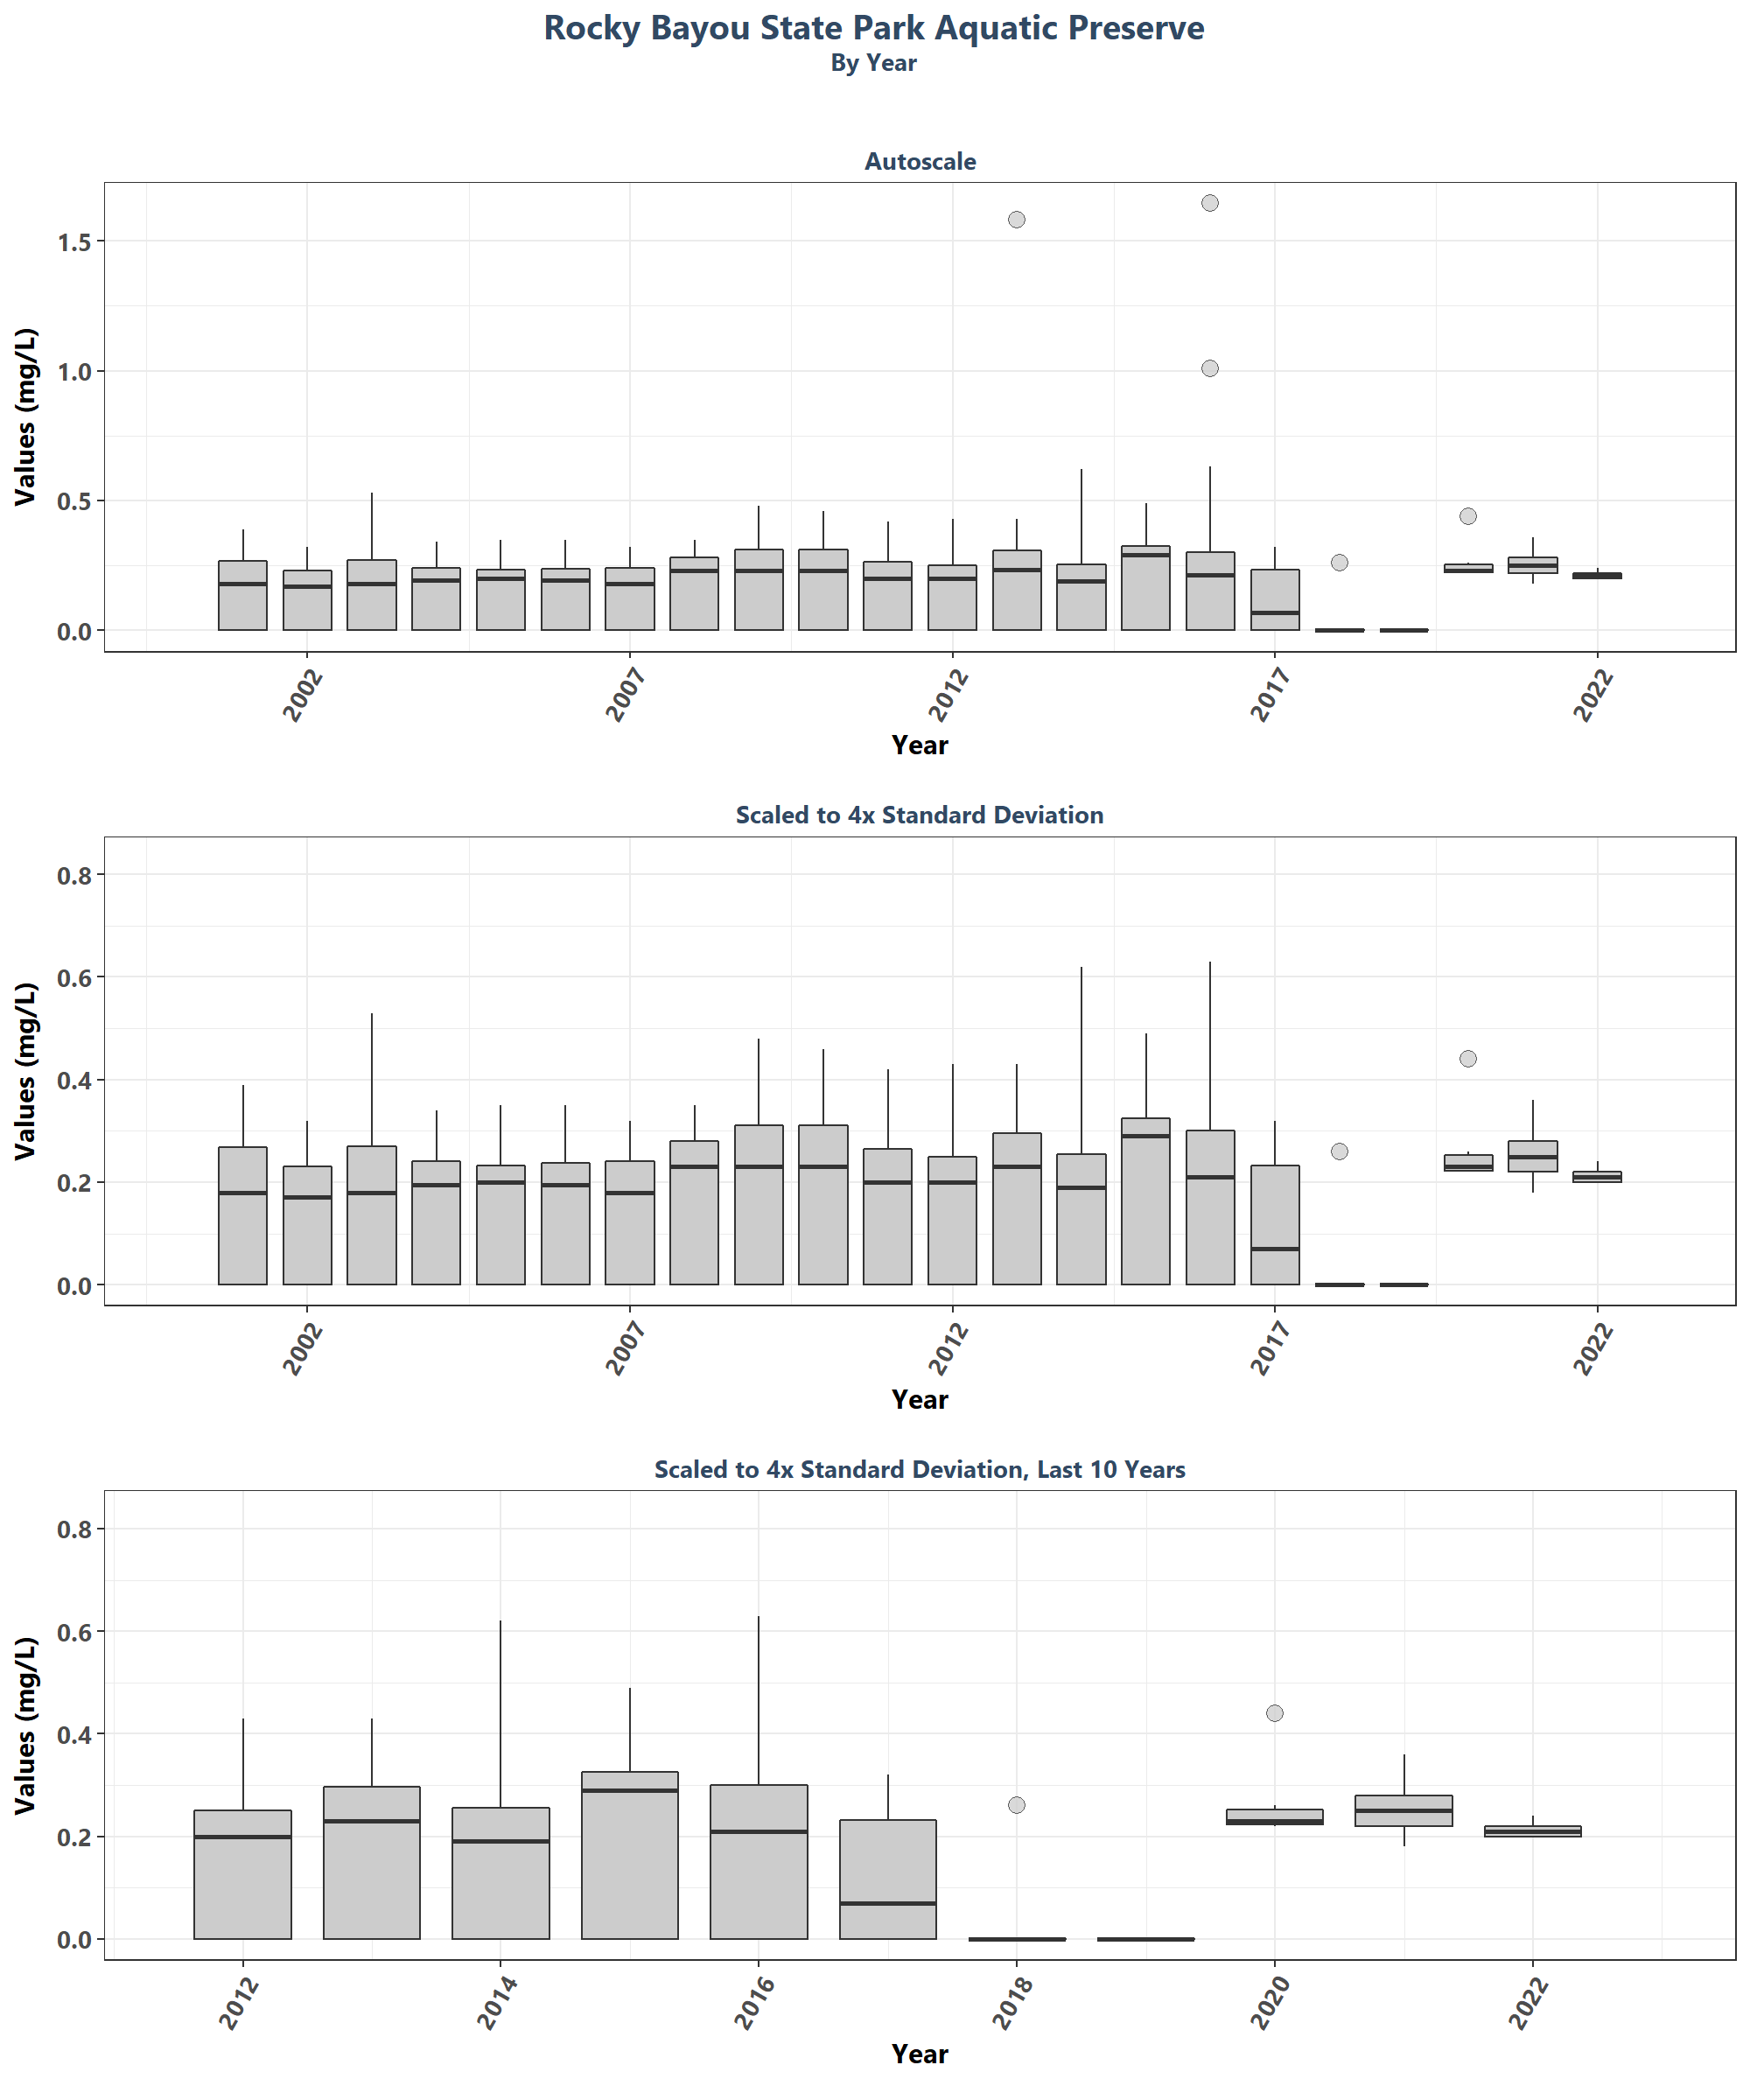 Rocky Bayou State Park Aquatic Preserve
By Year
Autoscale
Values (mg/L)
1.5
1.0
0.5
0.0
2002 2007 2012 2017 2022
Year
Scaled to 4x Standard Deviation
Values (mg/L)
0.8
0.6
0.4
0.2
0.0
2002 2007 2012 2017 2022
Year
Scaled to 4x Standard Deviation, Last 10 Years
Values (mg/L)
0.8
0.6
0.4
0.2
0.0
2012 2014 2016 2018 2020 2022
Year